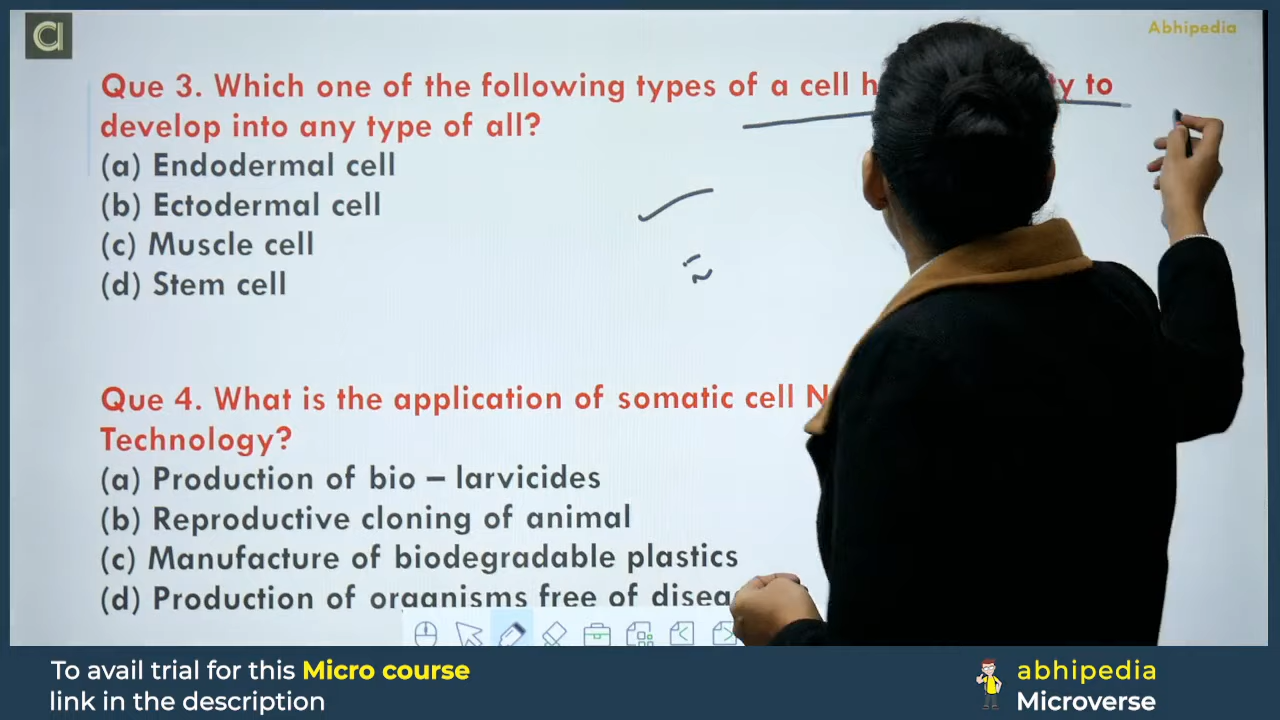 Abhipedia
Que 3. Which one of the following types of a cell to
develop into any type of all?
(a) Endodermal cell
(b) Ectodermal cell
(c) Muscle cell
(d) Stem cell
Que 4. What is the application of somatic cell
Technology?
(a) Production of bio – larvicides
(b) Reproductive cloning of animal
(c) Manufacture of biodegradable plastics
(d) Production of organisms free of
To avail trial for this Micro course
link in the description
abhipedia
Microverse